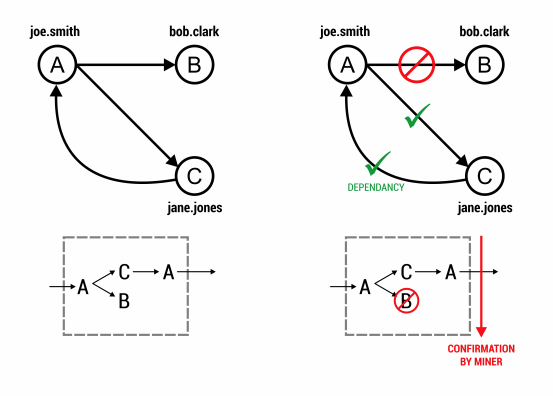 joe.smith
bob.clark
A
B
C
jane.jones
joe.smith
bob.clark
A
B
DEPENDANCY
C
jane.jones
A
C
A
B
A
C
A
B
CONFIRMATION
BY MINER